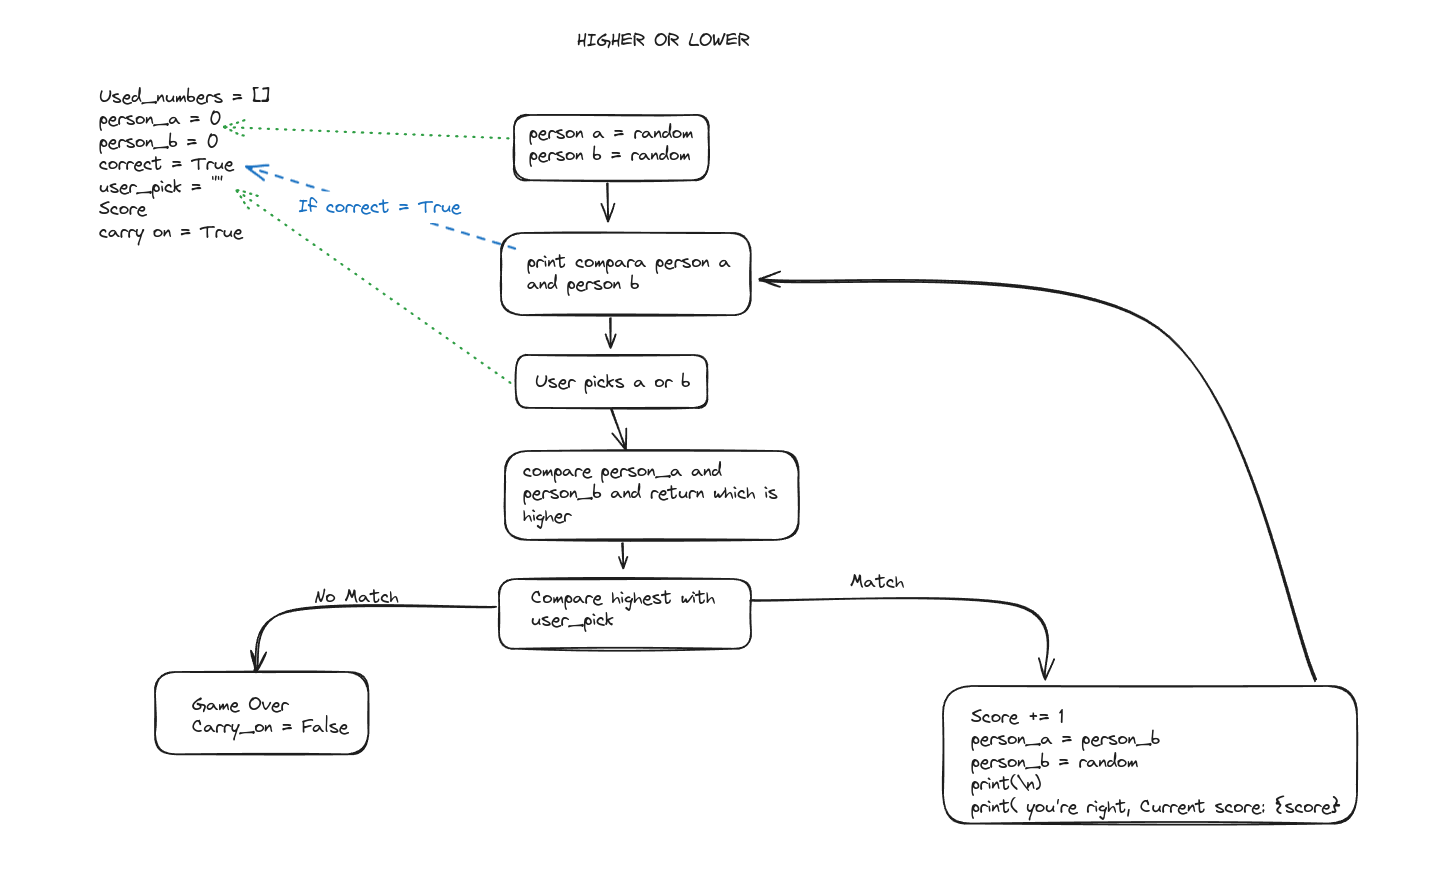 HIGHER OR LOWER
Used_numbers = []
person_a = 0
person_b = 0
correct = True
user_pick = ""
Score
carry on = True
person a = random
person b = random
If correct = True
print compara person a
and person b
User picks a or b
compare person_a and
person_b and return which is
higher
Compare highest with
user_pick
No Match
Match
Game Over
Carry_on = False
Score += 1
person_a = person_b
person_b = random
print(\n)
print( you're right, Current score: {score}